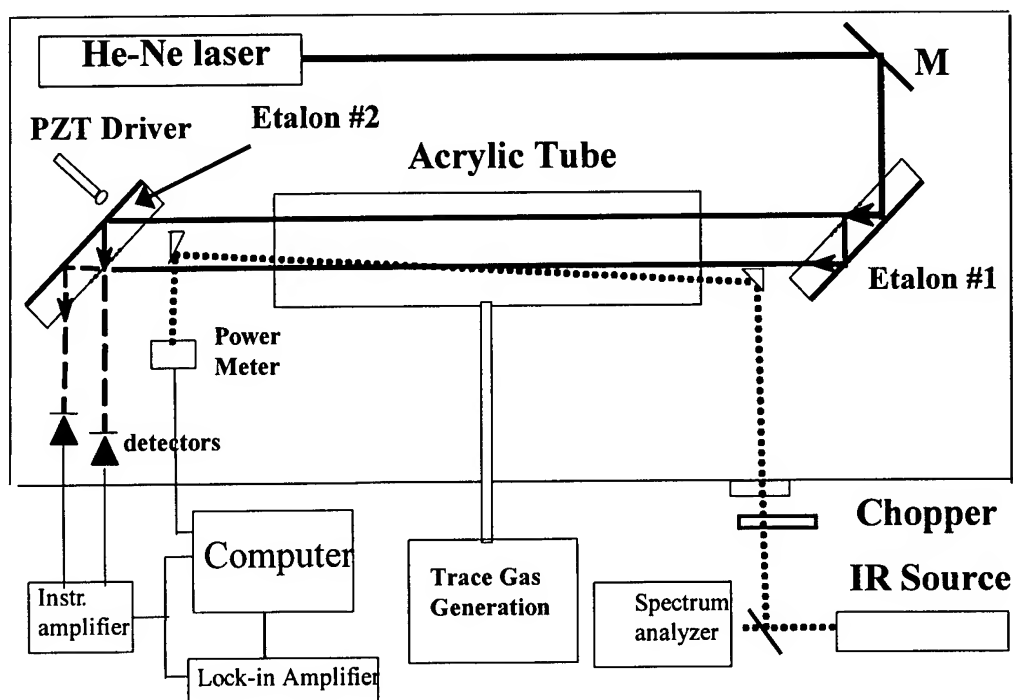 He-Ne laser
M
PZT Driver
Etalon #2
Acrylic Tube
Etalon #1
Power
Meter
detectors
Chopper
IR Source
Computer
Instr.
amplifier
Trace Gas
Generation
Spectrum
analyzer
Lock-in Amplifier